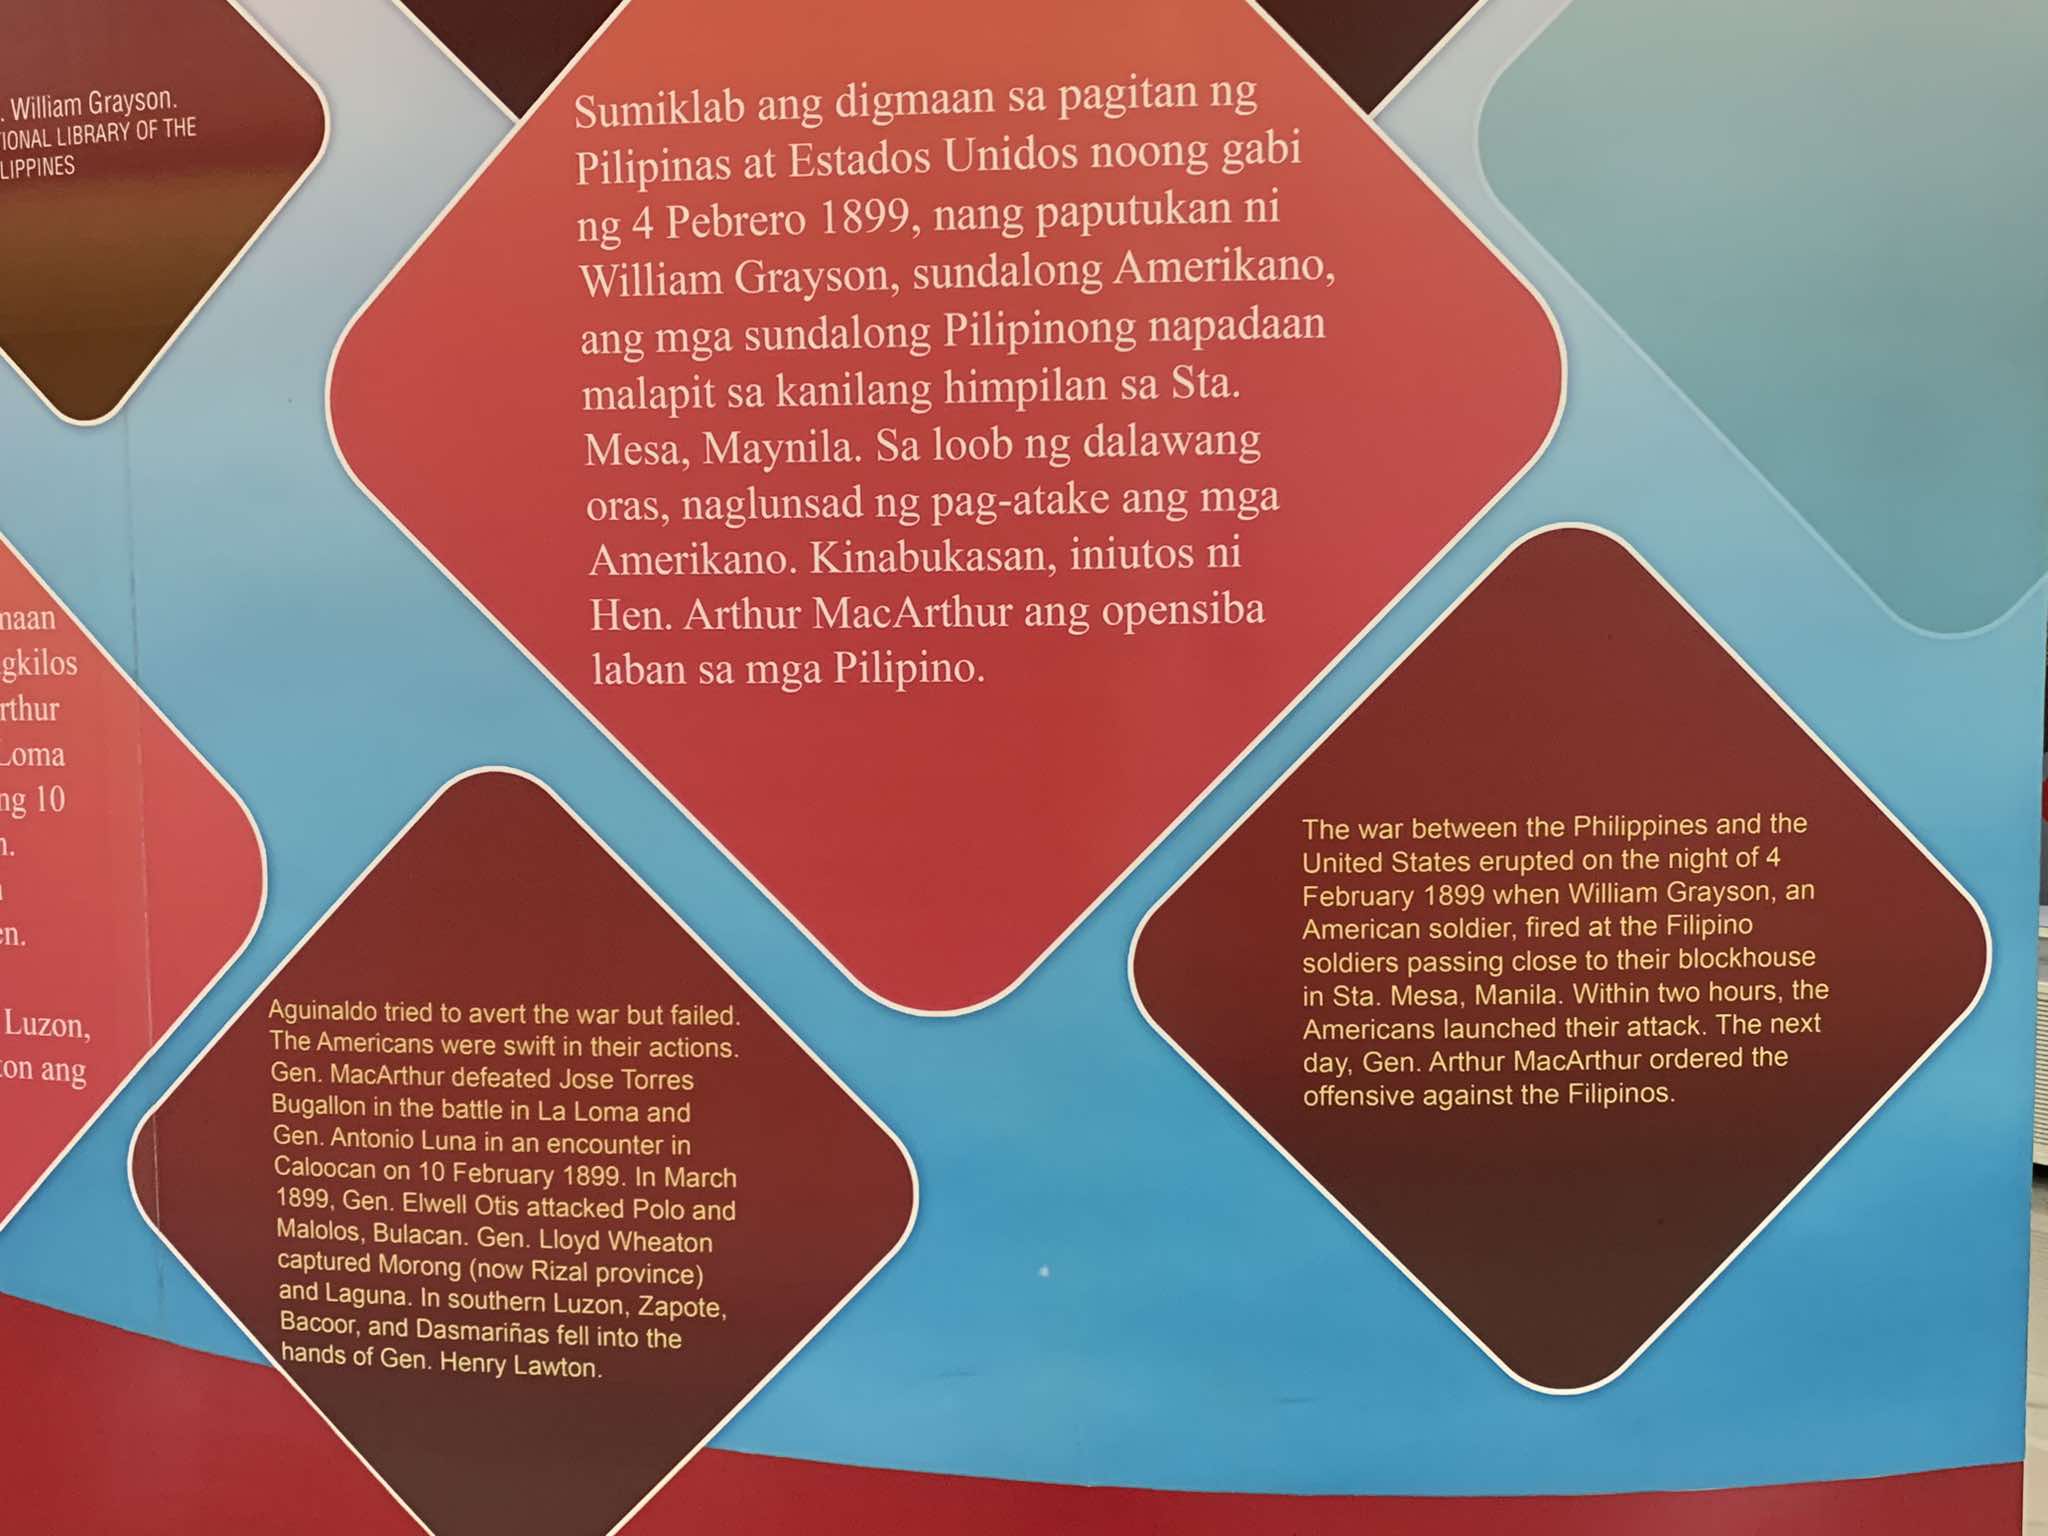 . William Grayson.
LIBRARY OF THE
Sumiklab ang digmaan sa pagitan ng
Pilipinas at Estados Unidos noong gabi
ng 4 Pebrero 1899, nang paputukan ni
William Grayson, sundalong Amerikano,
ang mga sundalong Pilipinong napadaan
malapit sa kanilang himpilan sa Sta.
Mesa, Maynila. Sa loob ng dalawang
oras, naglunsad ng pag-atake ang mga
Amerikano. Kinabukasan, iniutos ni
Hen. Arthur MacArthur ang opensiba
laban sa mga Pilipino.
Loma
ng 10
Luzon,
ang
Aguinaldo tried to avert the war but failed.
The Americans were swift in their actions.
Gen. MacArthur defeated Jose Torres
Bugallon in the battle in La Loma and
Gen. Antonio Luna in an encounter in
Caloocan on 10 February 1899. In March
1899, Gen. Elwell Otis attacked Polo and
Malolos, Bulacan. Gen. Lloyd Wheaton
captured Morong (now Rizal province)
and Laguna. In southern Luzon, Zapote,
Bacoor, and Dasmariñas fell into the
hands of Gen. Henry Lawton.
The war between the Philippines and the
United States erupted on the night of 4
February 1899 when William Grayson, an
American soldier, fired at the Filipino
soldiers passing close to their blockhouse
in Sta. Mesa, Manila. Within two hours, the
Americans launched their attack. The next
day, Gen. Arthur MacArthur ordered the
offensive against the Filipinos.